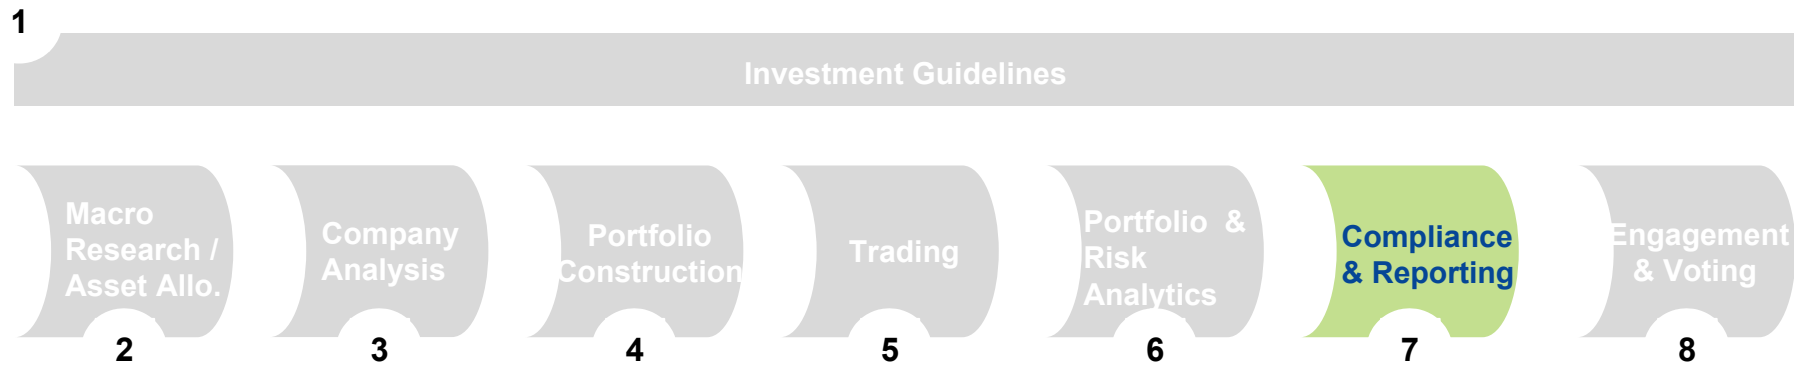 1
Investment Guidelines
Macro
Research /
Asset Allo.
2
Company
Analysis
3
Portfolio
Construction
4
Trading
5
Portfolio &
Risk
Analytics
6
Compliance
& Reporting
7
Engagement
& Voting
8